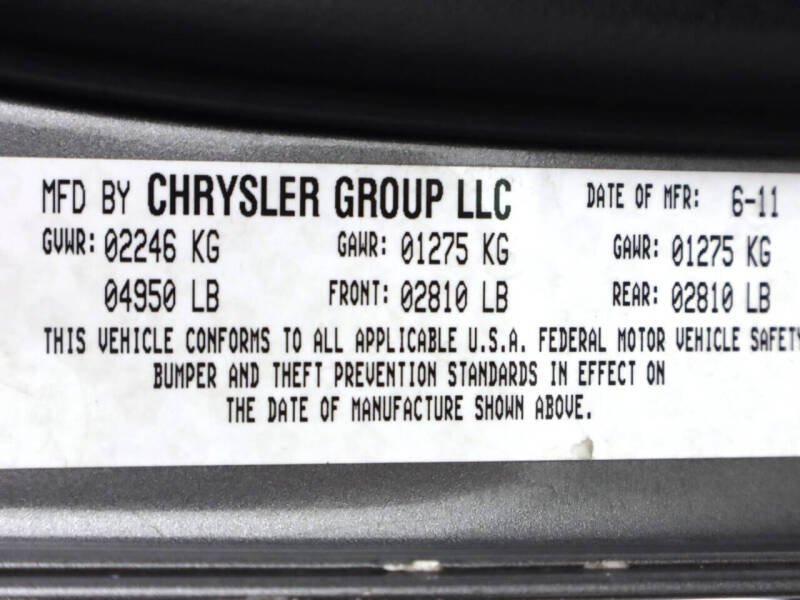 MFD BY CHRYSLER GROUP LLC DATE OF MFR: 6-11
GVWR: 02246 KG GAWR: 01275 KG GAWR: 01275 KG
04950 LB FRONT: 02810 LB REAR: 02810 LB
THIS VEHICLE CONFORMS TO ALL APPLICABLE U.S.A. FEDERAL MOTOR VEHICLE SAFETY
BUMPER AND THEFT PREVENTION STANDARDS IN EFFECT ON
THE DATE OF MANUFACTURE SHOWN ABOVE.